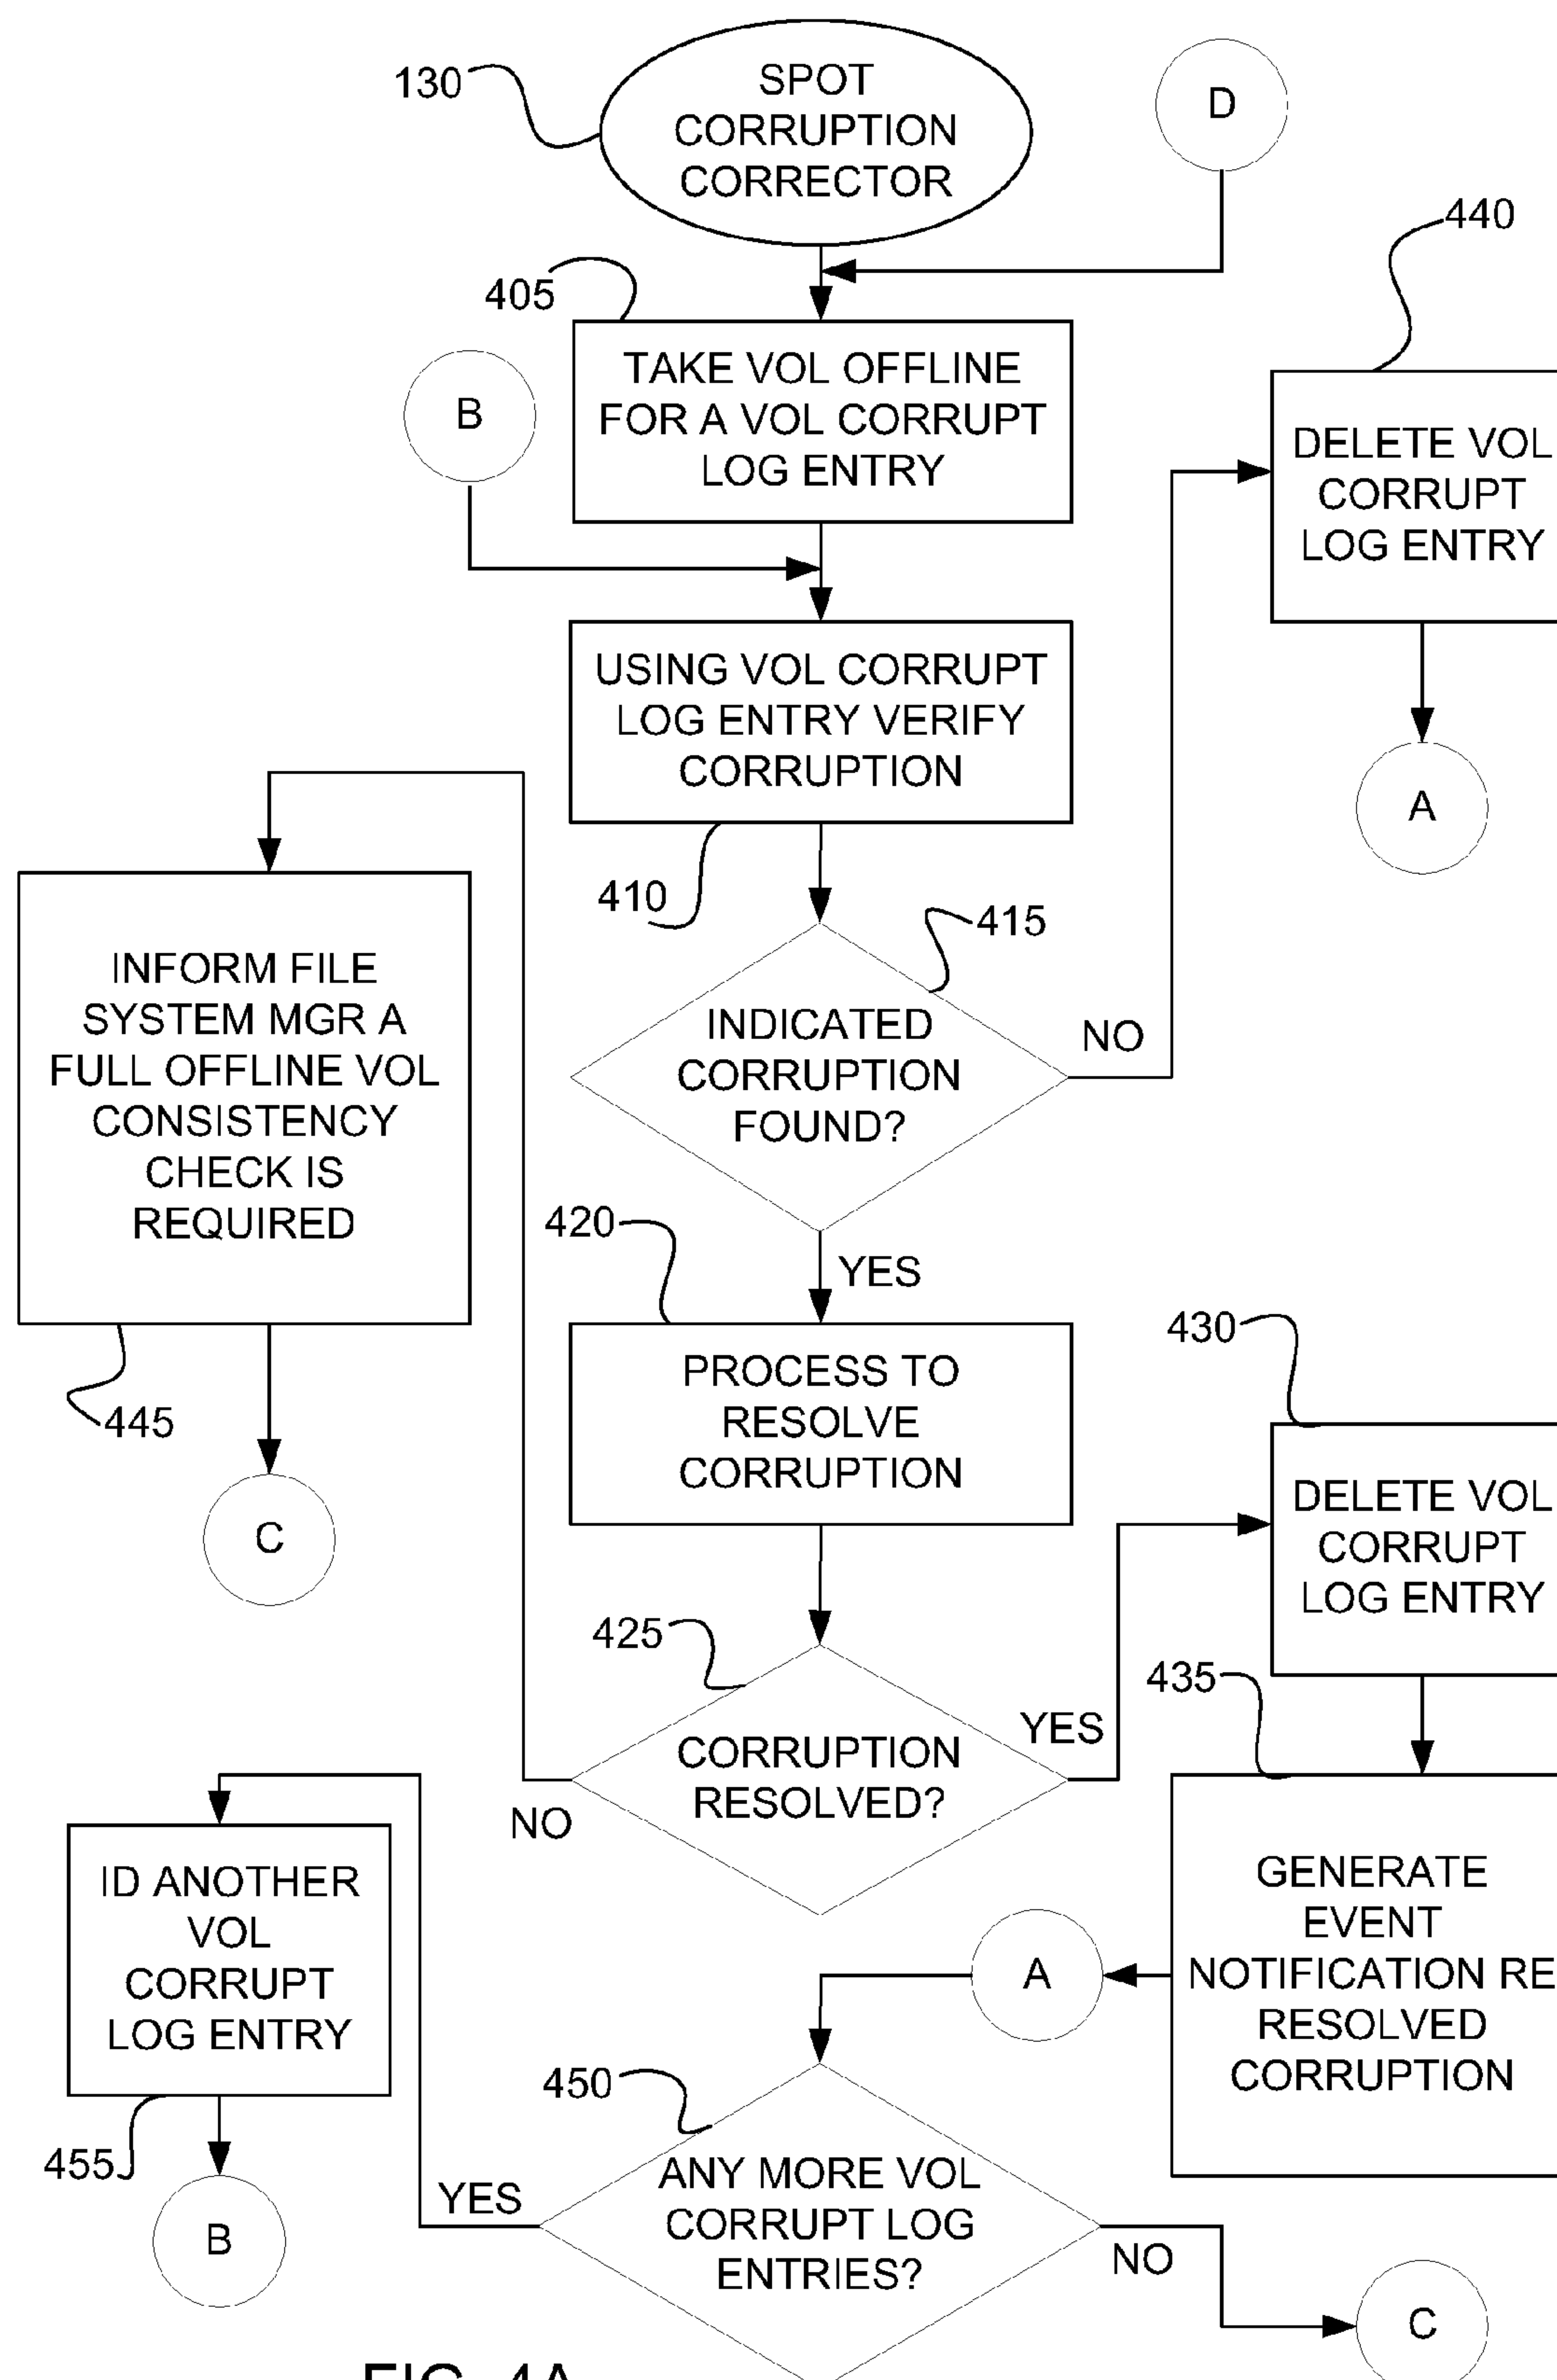 130
SPOT
CORRUPTION
CORRECTOR
D
440
405
TAKE VOL OFFLINE
FOR A VOL CORRUPT
LOG ENTRY
B
DELETE VOL
CORRUPT
LOG ENTRY
USING VOL CORRUPT
LOG ENTRY VERIFY
CORRUPTION
A
410
415
INFORM FILE
SYSTEM MGR A
FULL OFFLINE VOL
CONSISTENCY
CHECK IS
REQUIRED
INDICATED
CORRUPTION
FOUND?
NO
420
YES
430
PROCESS TO
RESOLVE
CORRUPTION
445
C
DELETE VOL
CORRUPT
LOG ENTRY
425
435
YES
CORRUPTION
RESOLVED?
NO
ID ANOTHER
VOL
CORRUPT
LOG ENTRY
GENERATE
EVENT
NOTIFICATION RE
RESOLVED
CORRUPTION
A
450
455
ANY MORE VOL
CORRUPT LOG
ENTRIES?
YES
B
NO
C
FIG. 4A